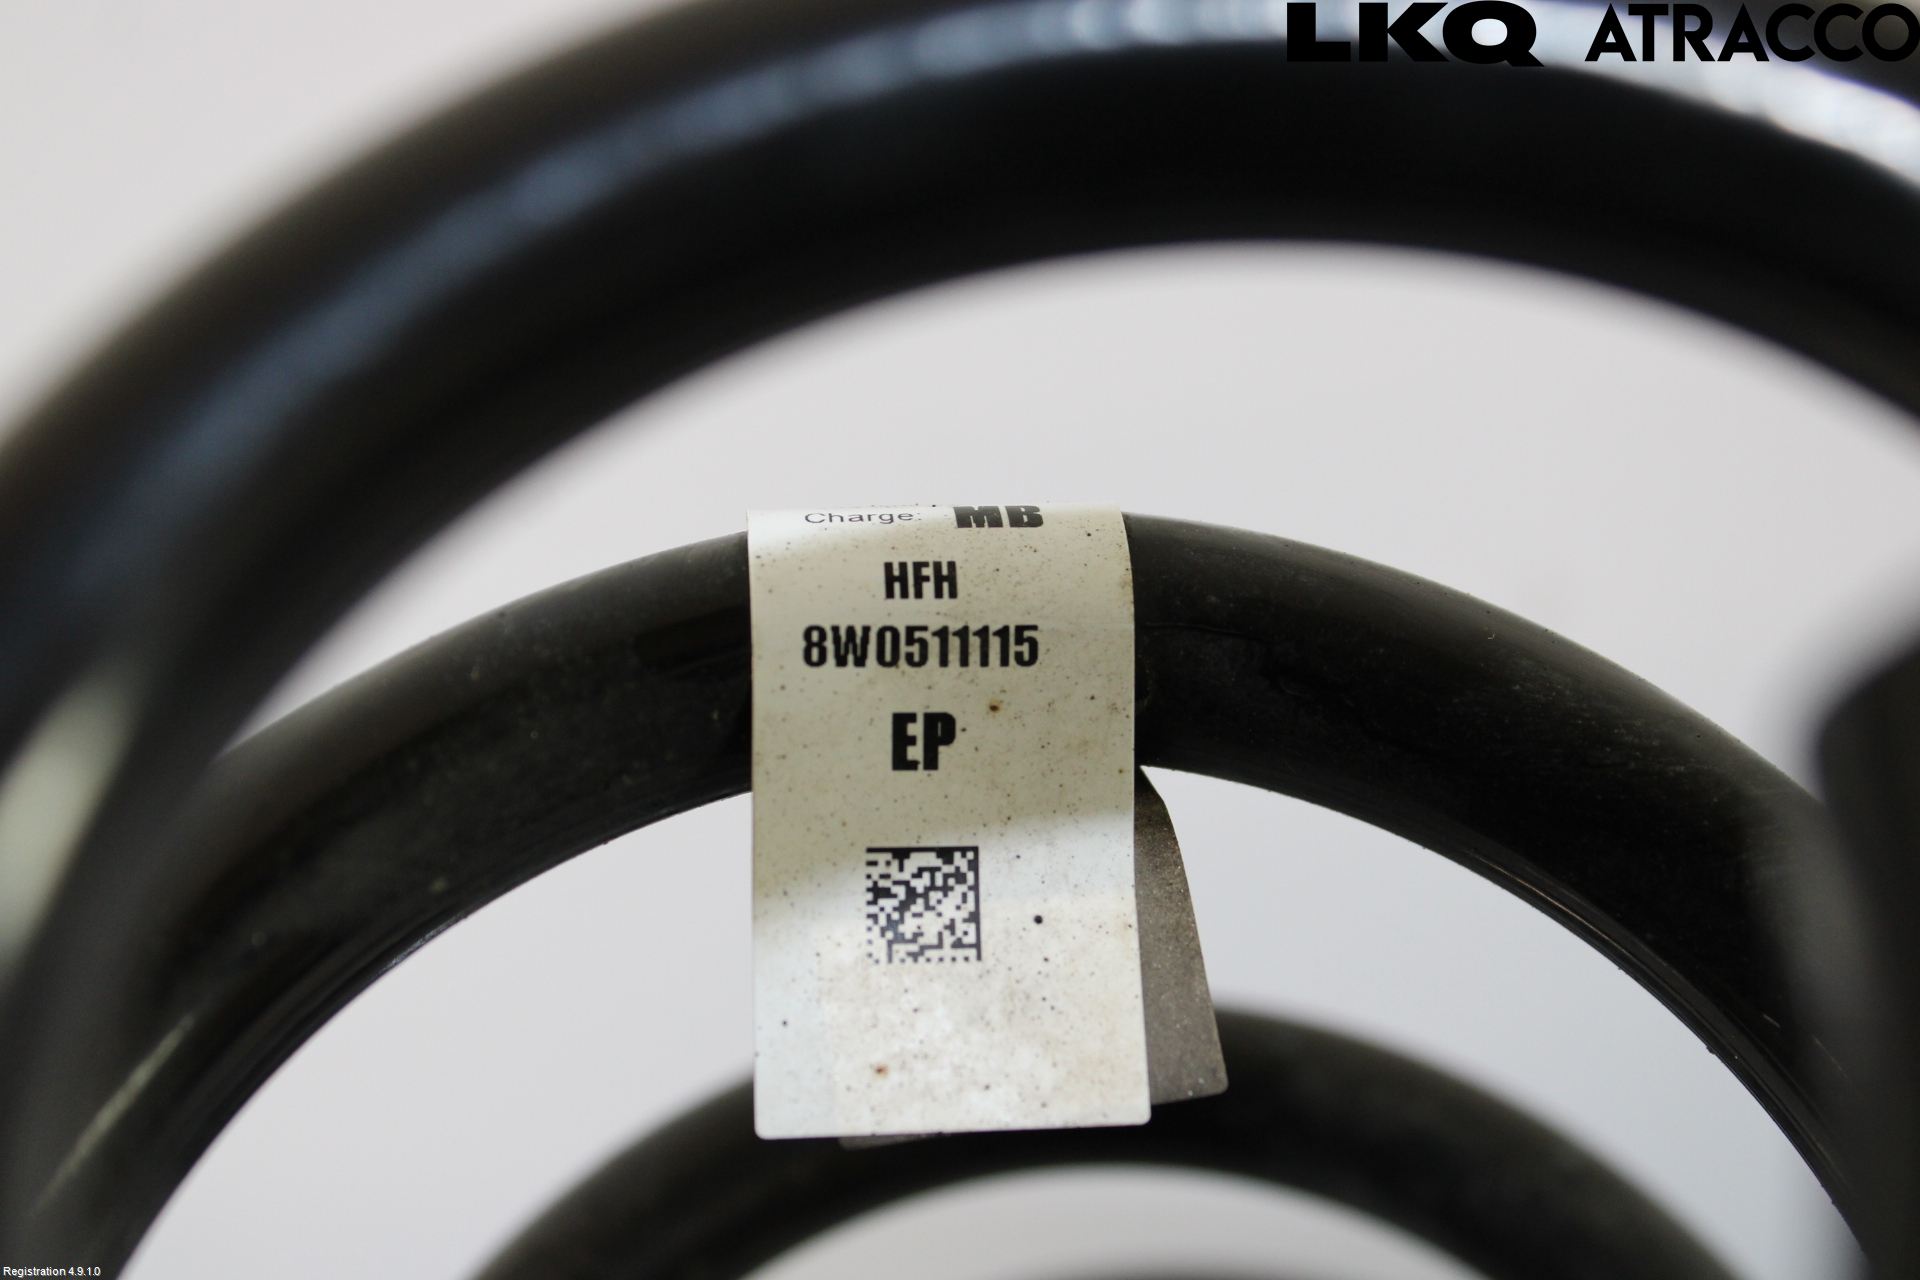 LKQ ATRACCO
Charge: MB
HFH
8W0511115
EP
Registration 4.9.1.0